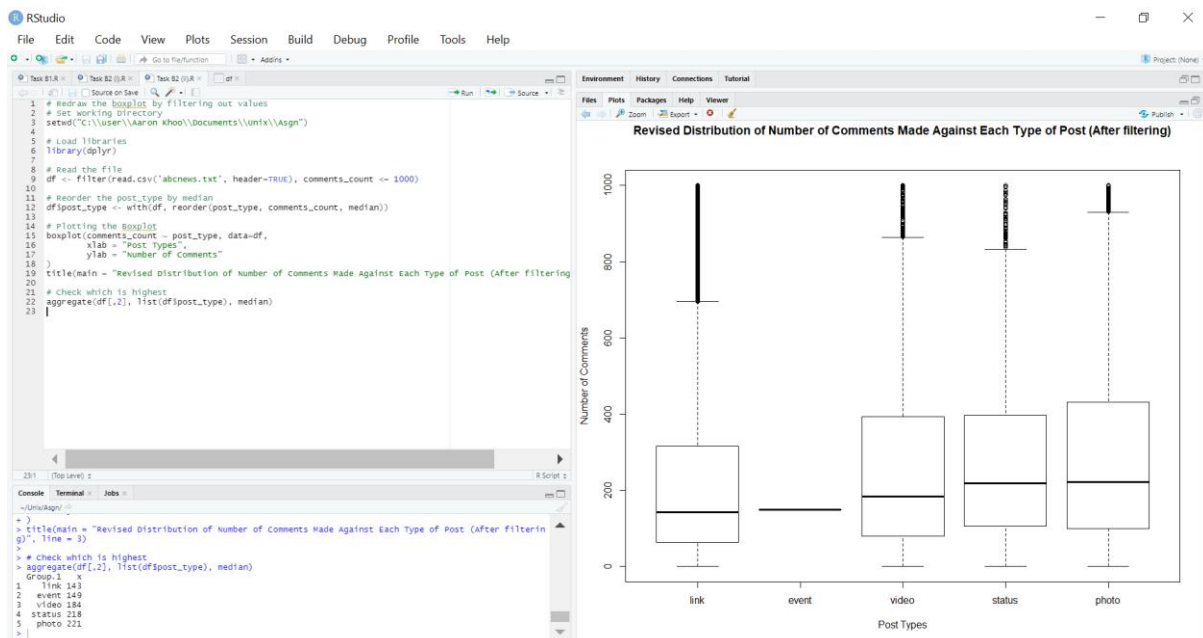 RStudio
File Edit Code View Plots Session Build Debug Profile Tools Help
Go to file/function Addins
Project: (None)
Task B1.R Task B2 (i).R Task B2 (ii).R df
Source on Save Run Source
1 # Redraw the boxplot by filtering out values
2 # Set Working Directory
3 setwd("C:\\user\\Aaron Khoo\\Documents\\Unix\\Asgn")
4
5 # Load libraries
6 library(dplyr)
7
8 # Read the file
9 df <- filter(read.csv('abcnews.txt', header=TRUE), comments_count <= 1000)
10
11 # Reorder the post_type by median
12 df$post_type <- with(df, reorder(post_type, comments_count, median))
13
14 # Plotting the Boxplot
15 boxplot(comments_count ~ post_type, data=df,
16 xlab = "Post Types",
17 ylab = "Number of Comments"
18 )
19 title(main = "Revised Distribution of Number of Comments Made Against Each Type of Post (After filtering
20
21 # Check which is highest
22 aggregate(df[,2], list(df$post_type), median)
23
23:1 (Top Level) R Script
Console Terminal Jobs
~/Unix/Asgn/
+ )
> title(main = "Revised Distribution of Number of Comments Made Against Each Type of Post (After filterin
g)", line = 3)
>
> # Check which is highest
> aggregate(df[,2], list(df$post_type), median)
Group.1 x
1 link 143
2 event 149
3 video 184
4 status 218
5 photo 221
>
Environment History Connections Tutorial
Files Plots Packages Help Viewer
Zoom Export Publish
Revised Distribution of Number of Comments Made Against Each Type of Post (After filtering)
Number of Comments
1000
800
600
400
200
0
link event video status photo
Post Types